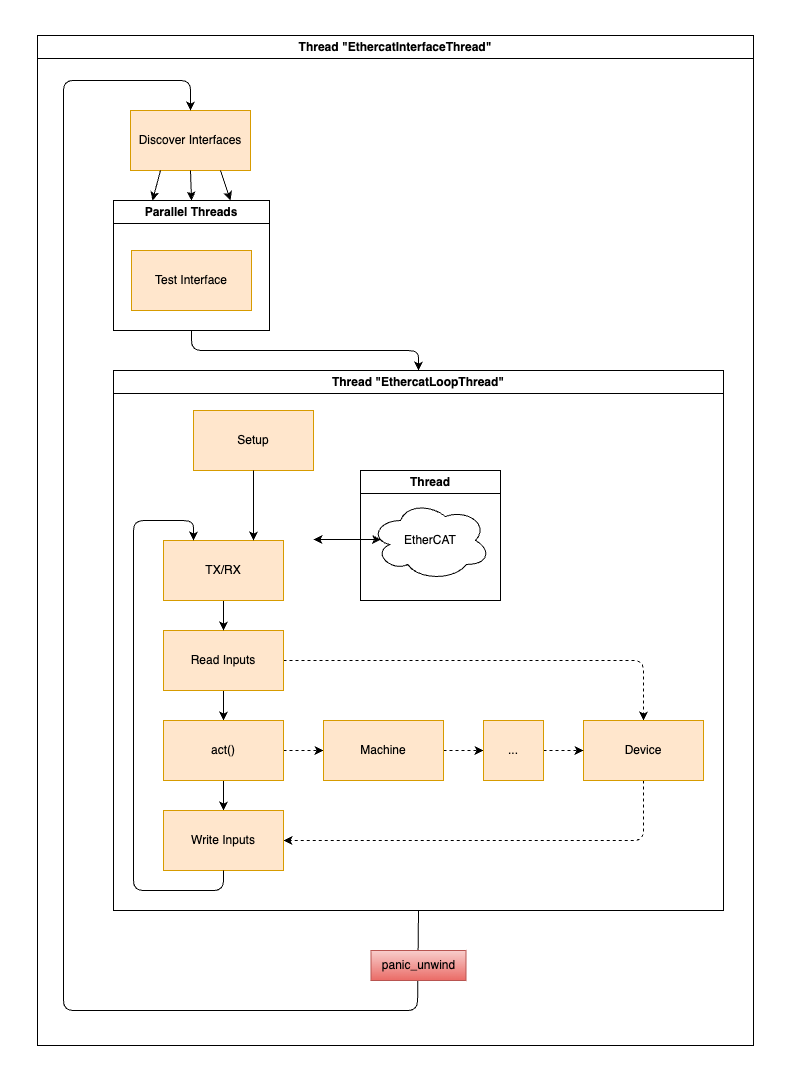 Thread "EthercatInterfaceThread"
Discover Interfaces
Parallel Threads
Test Interface
Thread "EthercatLoopThread"
Setup
Thread
EtherCAT
TX/RX
Read Inputs
act()
Machine
...
Device
Write Inputs
panic_unwind